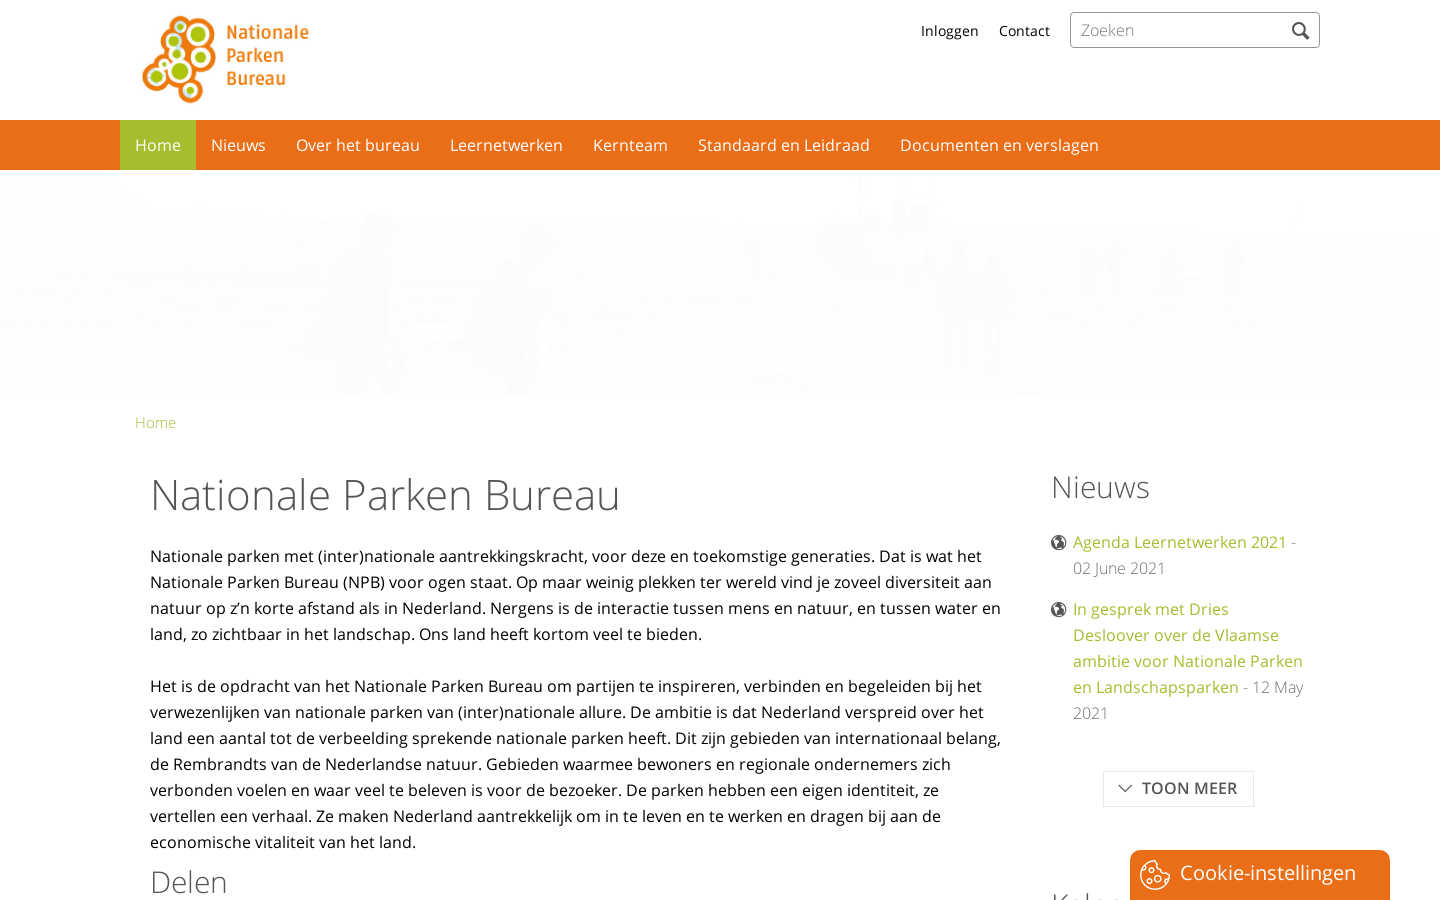 Nationale
Parken
Bureau
Inloggen
Contact
Zoeken
Home
Nieuws
Over het bureau
Leernetwerken
Kernteam
Standaard en Leidraad
Documenten en verslagen
Home
Nationale Parken Bureau
Nationale parken met (inter)nationale aantrekkingskracht, voor deze en toekomstige generaties. Dat is wat het
Nationale Parken Bureau (NPB) voor ogen staat. Op maar weinig plekken ter wereld vind je zoveel diversiteit aan
natuur op z’n korte afstand als in Nederland. Nergens is de interactie tussen mens en natuur, en tussen water en
land, zo zichtbaar in het landschap. Ons land heeft kortom veel te bieden.
Het is de opdracht van het Nationale Parken Bureau om partijen te inspireren, verbinden en begeleiden bij het
verwezenlijken van nationale parken van (inter)nationale allure. De ambitie is dat Nederland verspreid over het
land een aantal tot de verbeelding sprekende nationale parken heeft. Dit zijn gebieden van internationaal belang,
de Rembrandts van de Nederlandse natuur. Gebieden waarmee bewoners en regionale ondernemers zich
verbonden voelen en waar veel te beleven is voor de bezoeker. De parken hebben een eigen identiteit, ze
vertellen een verhaal. Ze maken Nederland aantrekkelijk om in te leven en te werken en dragen bij aan de
economische vitaliteit van het land.
Delen
Nieuws
Agenda Leernetwerken 2021 -
02 June 2021
In gesprek met Dries
Desloover over de Vlaamse
ambitie voor Nationale Parken
en Landschapsparken - 12 May
2021
TOON MEER
Cookie-instellingen